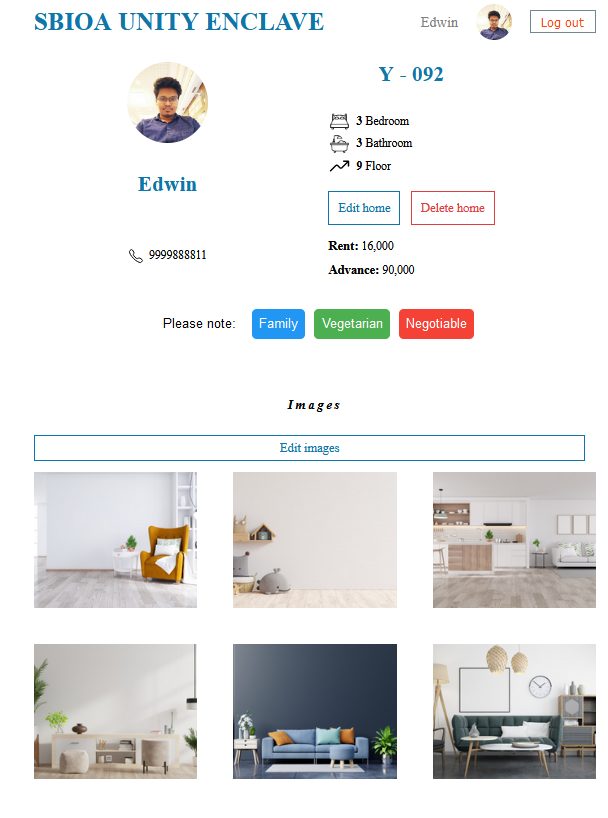 SBIOA UNITY ENCLAVE
Edwin
Log out
Edwin
9999888811
Y - 092
3 Bedroom
3 Bathroom
9 Floor
Edit home
Delete home
Rent: 16,000
Advance: 90,000
Please note:
Family
Vegetarian
Negotiable
Images
Edit images